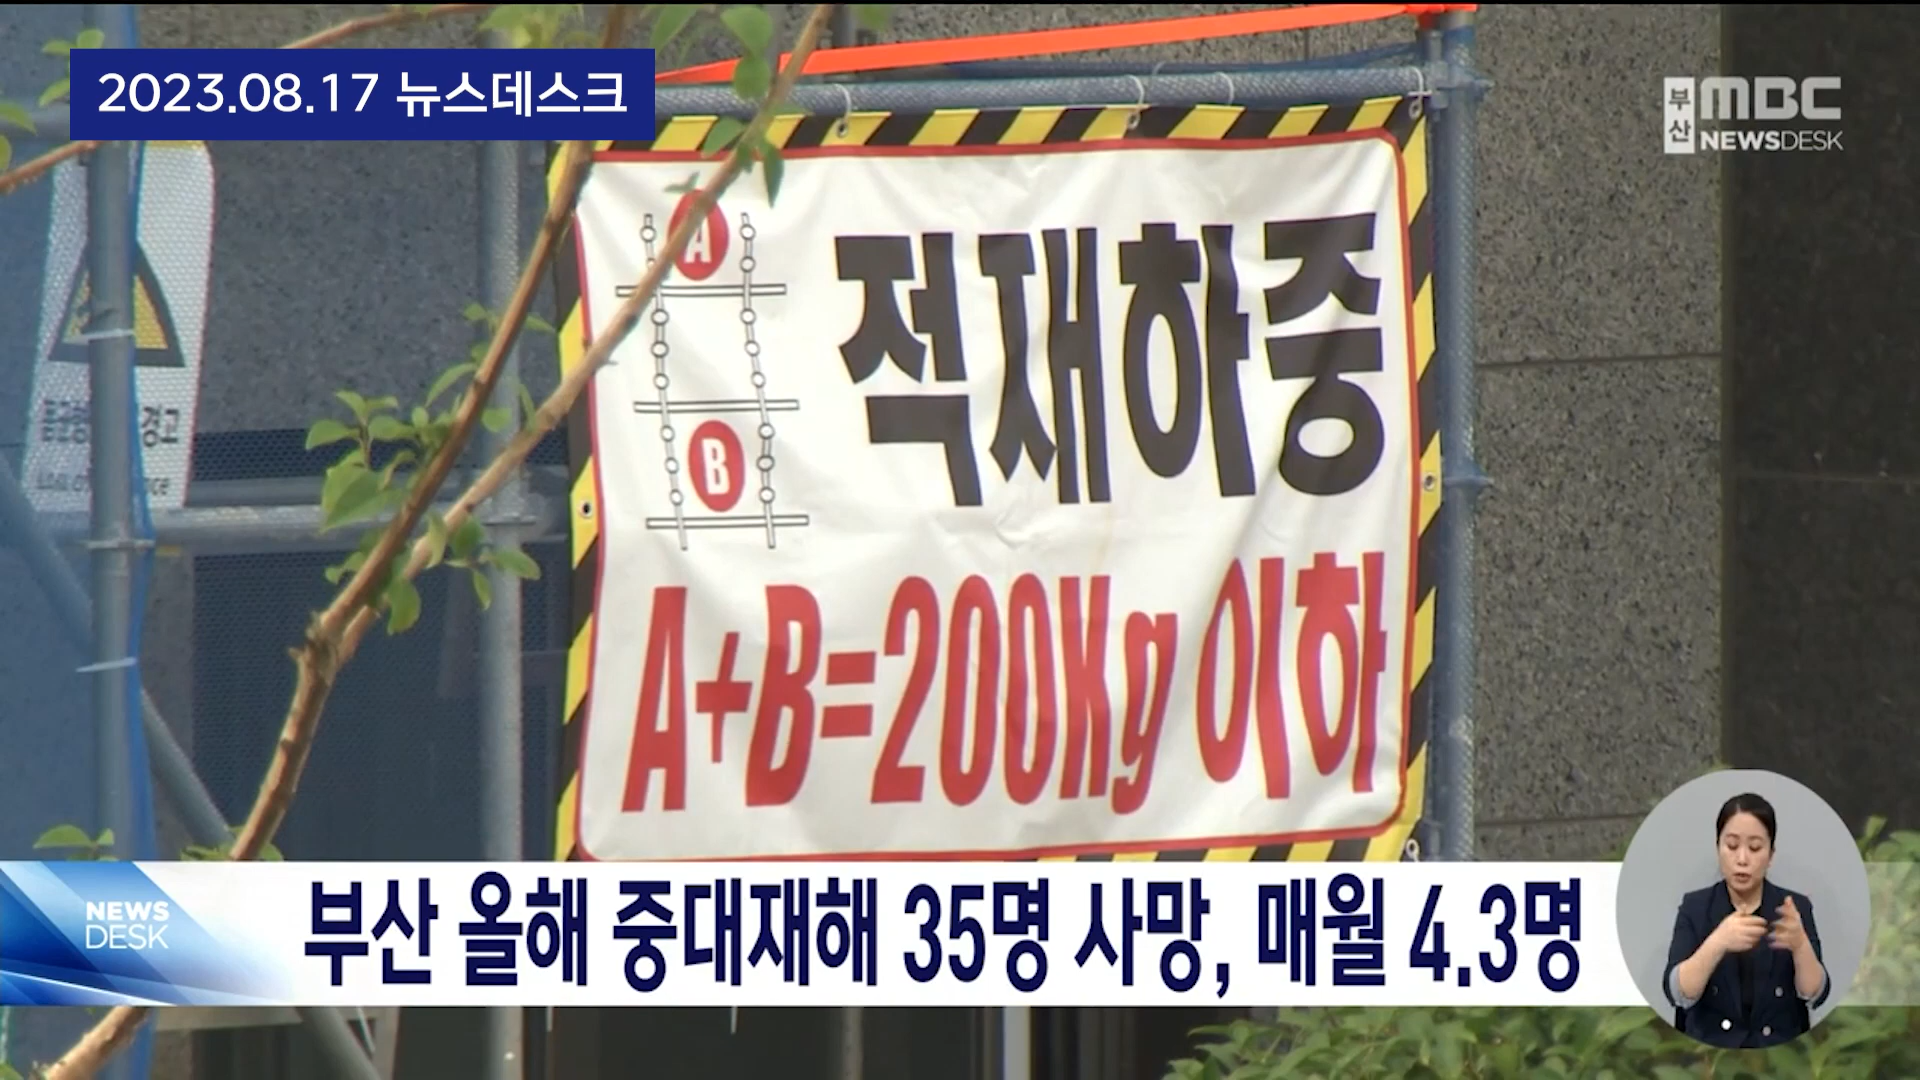 2023.08.17 뉴스데스크
부산 MBC
NEWSDESK
A
적재하중
B
A+B=200Kg 이하
경고
NEWS
DESK
부산 올해 중대재해 35명 사망, 매월 4.3명